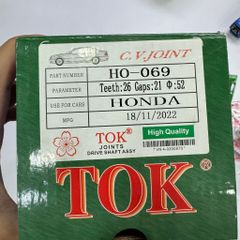 C.V.JOINT
PART NUMBER HO-069
PARAMETER Teeth:26 Gaps:21 Φ:52
USE FOR CARS HONDA
MFG 18/11/2022
TOK® High Quality
JOINTS
DRIVE SHAFT ASSY
TOK®